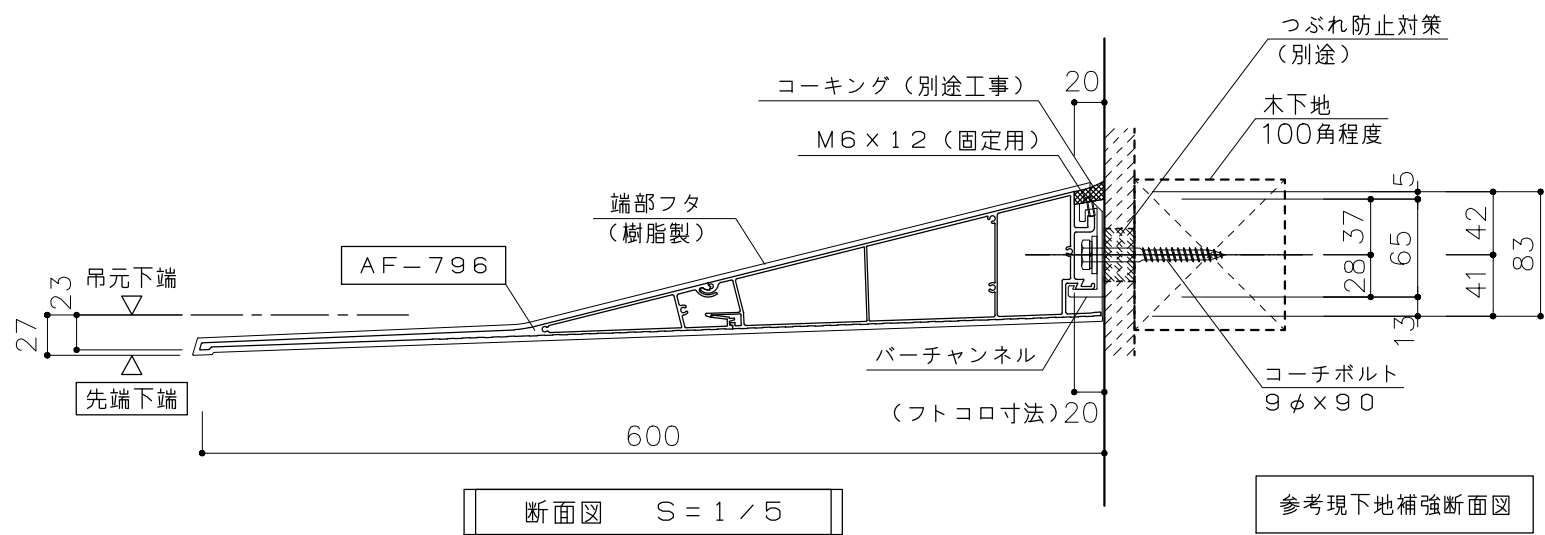 つぶれ防止対策
（別途）
20
コーキング（別途工事）
木下地
100角程度
M6×12（固定用）
端部フタ
（樹脂製）
AF-796
吊元下端
23
27
先端下端
5
37
42
65
83
28
41
13
バーチャンネル
コーチボルト
9φ×90
（フトコロ寸法）20
600
断面図 S=1/5
参考現下地補強断面図